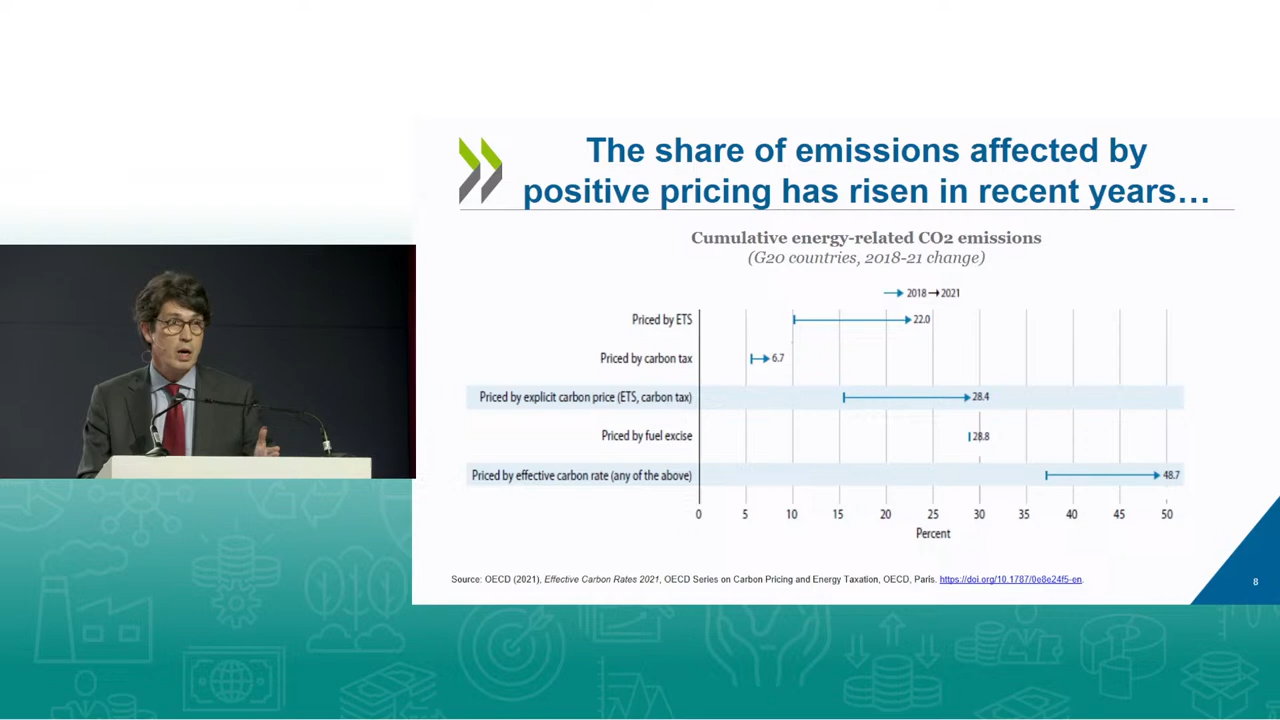 The share of emissions affected by
positive pricing has risen in recent years…
Cumulative energy-related CO2 emissions
(G20 countries, 2018-21 change)
2018 2021
Priced by ETS
22.0
Priced by carbon tax
6.7
Priced by explicit carbon price (ETS, carbon tax)
28.4
Priced by fuel excise
28.8
Priced by effective carbon rate (any of the above)
48.7
0 5 10 15 20 25 30 35 40 45 50
Percent
Source: OECD (2021), Effective Carbon Rates 2021, OECD Series on Carbon Pricing and Energy Taxation, OECD, Paris. https://doi.org/10.1787/0e8e24f5-en.
8